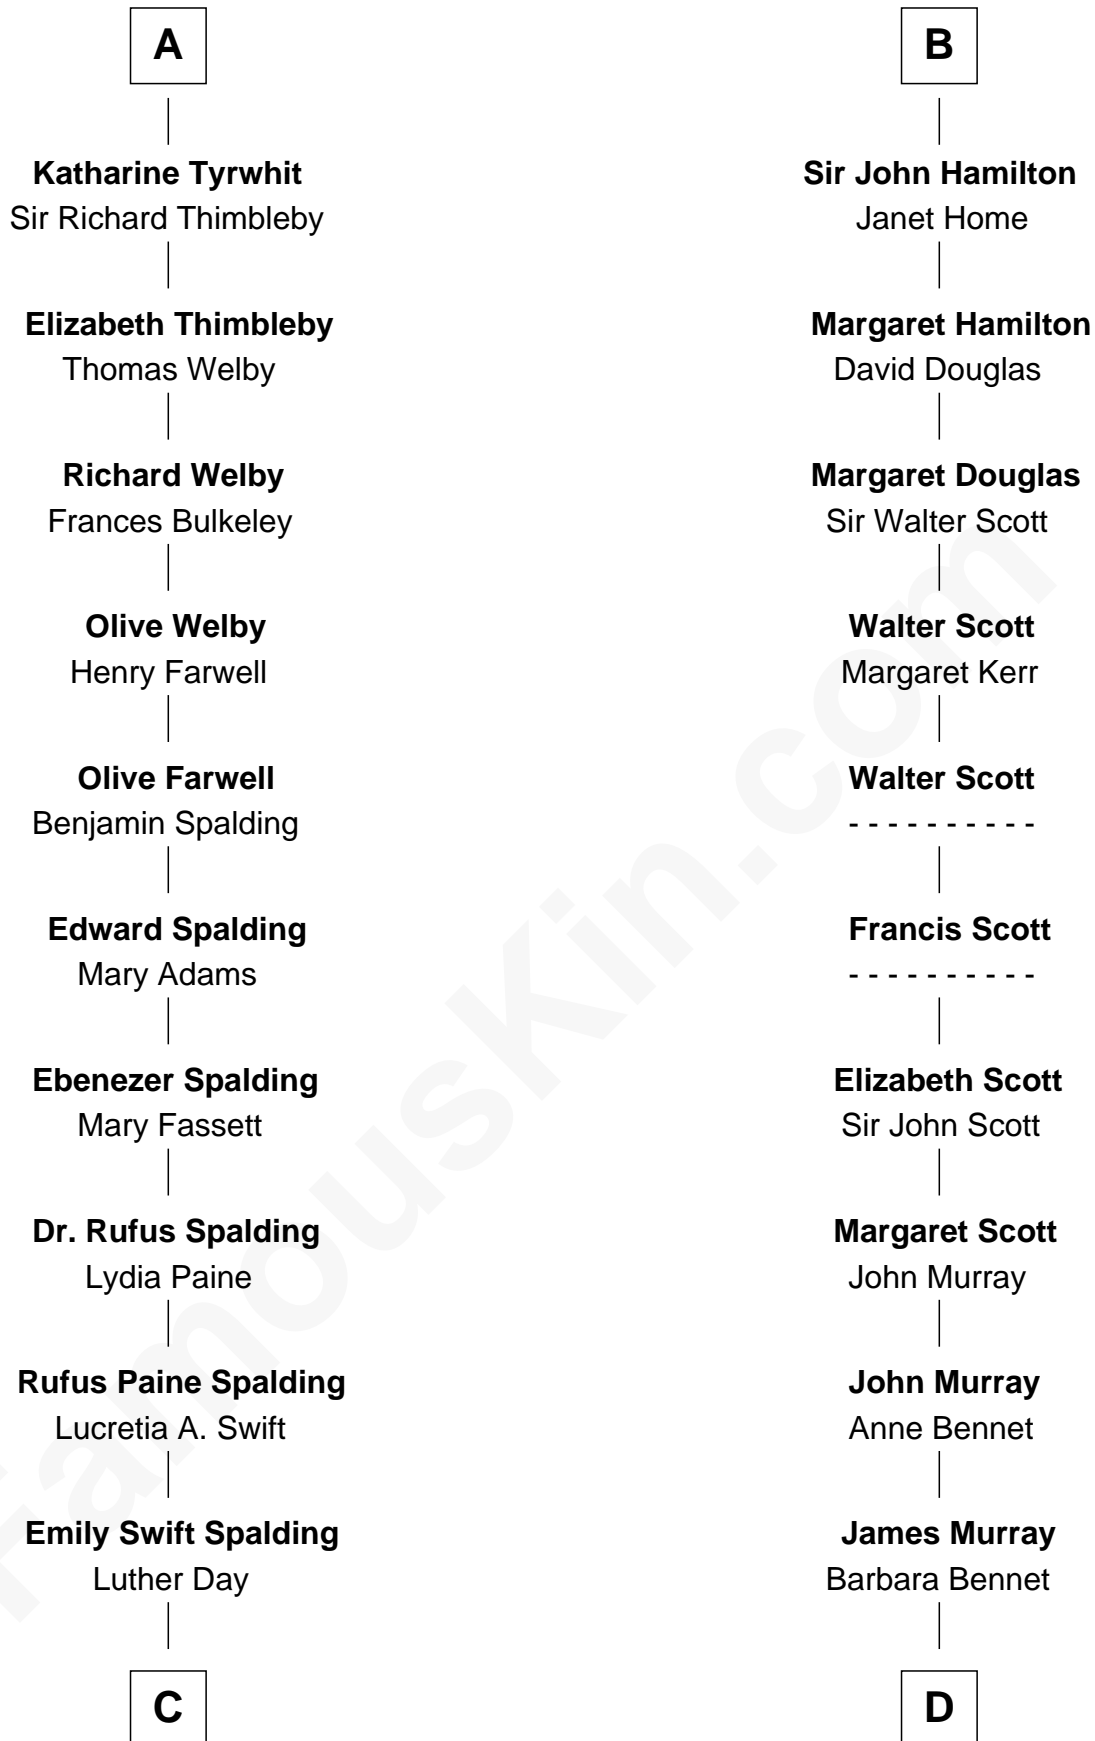 A
Katharine Tyrwhit
Sir Richard Thimbleby
Elizabeth Thimbleby
Thomas Welby
Richard Welby
Frances Bulkeley
Olive Welby
Henry Farwell
Olive Farwell
Benjamin Spalding
Edward Spalding
Mary Adams
Ebenezer Spalding
Mary Fassett
Dr. Rufus Spalding
Lydia Paine
Rufus Paine Spalding
Lucretia A. Swift
Emily Swift Spalding
Luther Day
C
B
Sir John Hamilton
Janet Home
Margaret Hamilton
David Douglas
Margaret Douglas
Sir Walter Scott
Walter Scott
Margaret Kerr
Walter Scott
- - - - - - - - - -
Francis Scott
- - - - - - - - - -
Elizabeth Scott
Sir John Scott
Margaret Scott
John Murray
John Murray
Anne Bennet
James Murray
Barbara Bennet
D
FamousKin.com